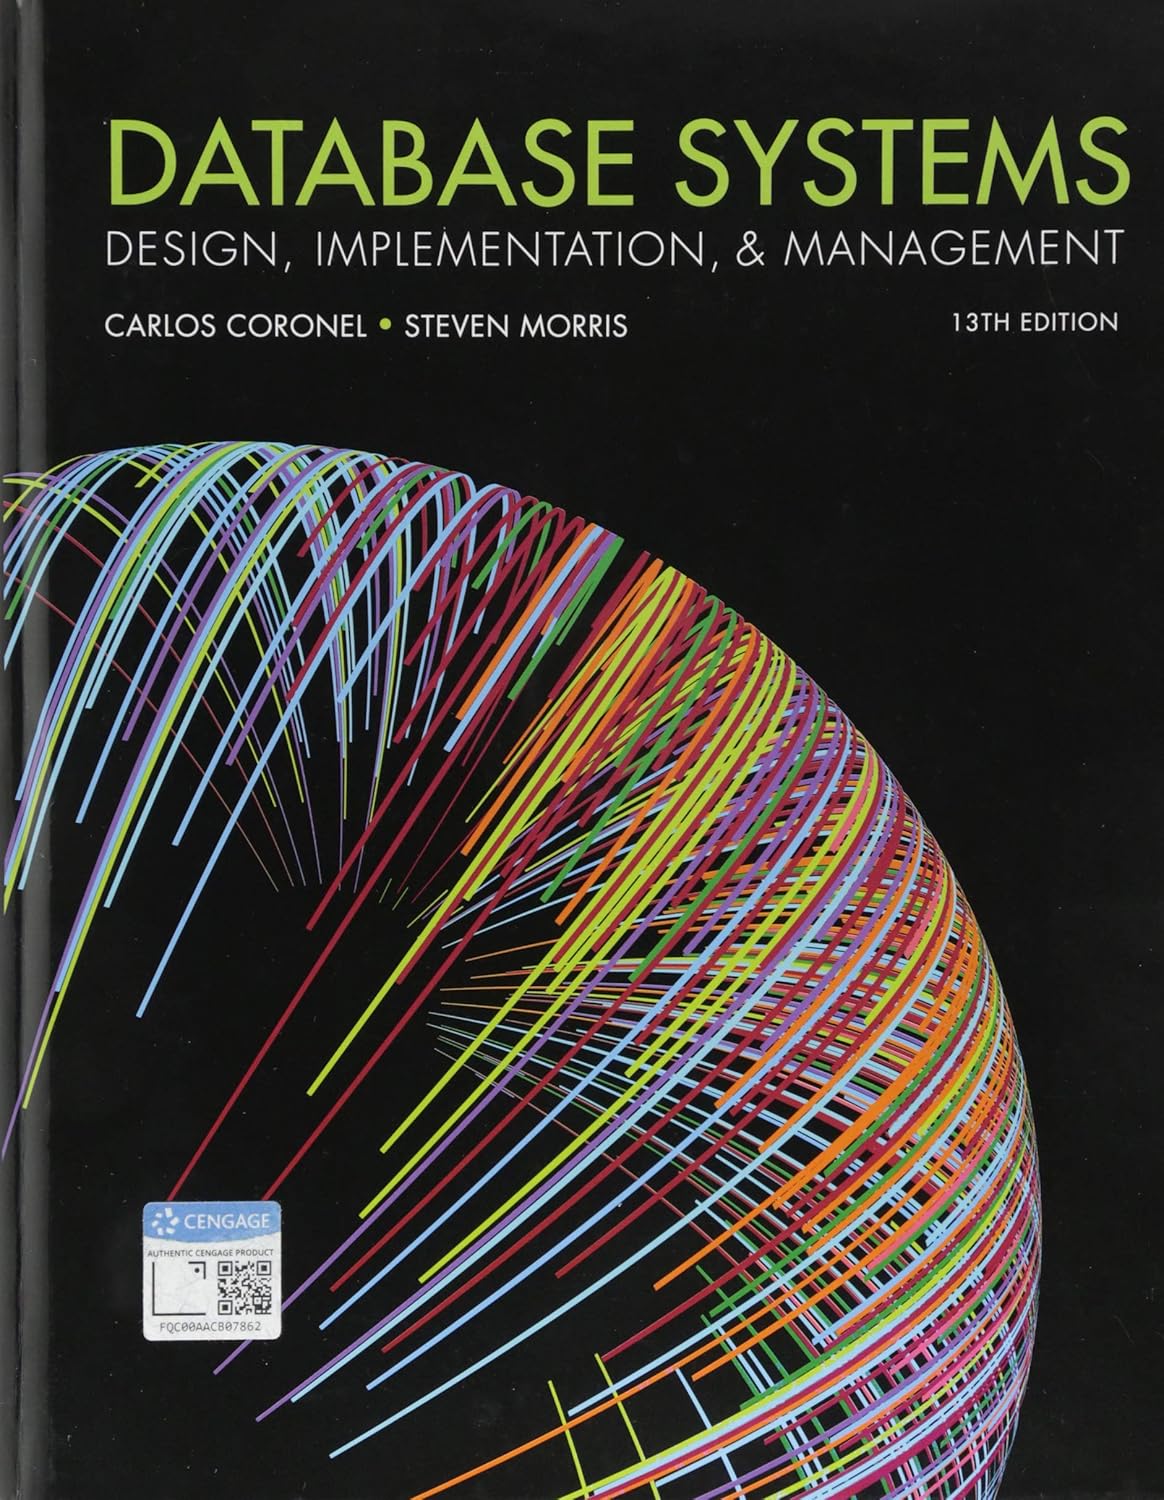 DATABASE SYSTEMS
DESIGN, IMPLEMENTATION, & MANAGEMENT
CARLOS CORONEL • STEVEN MORRIS
13TH EDITION
CENGAGE
AUTHENTIC CENGAGE PRODUCT
FQC00AACB07862